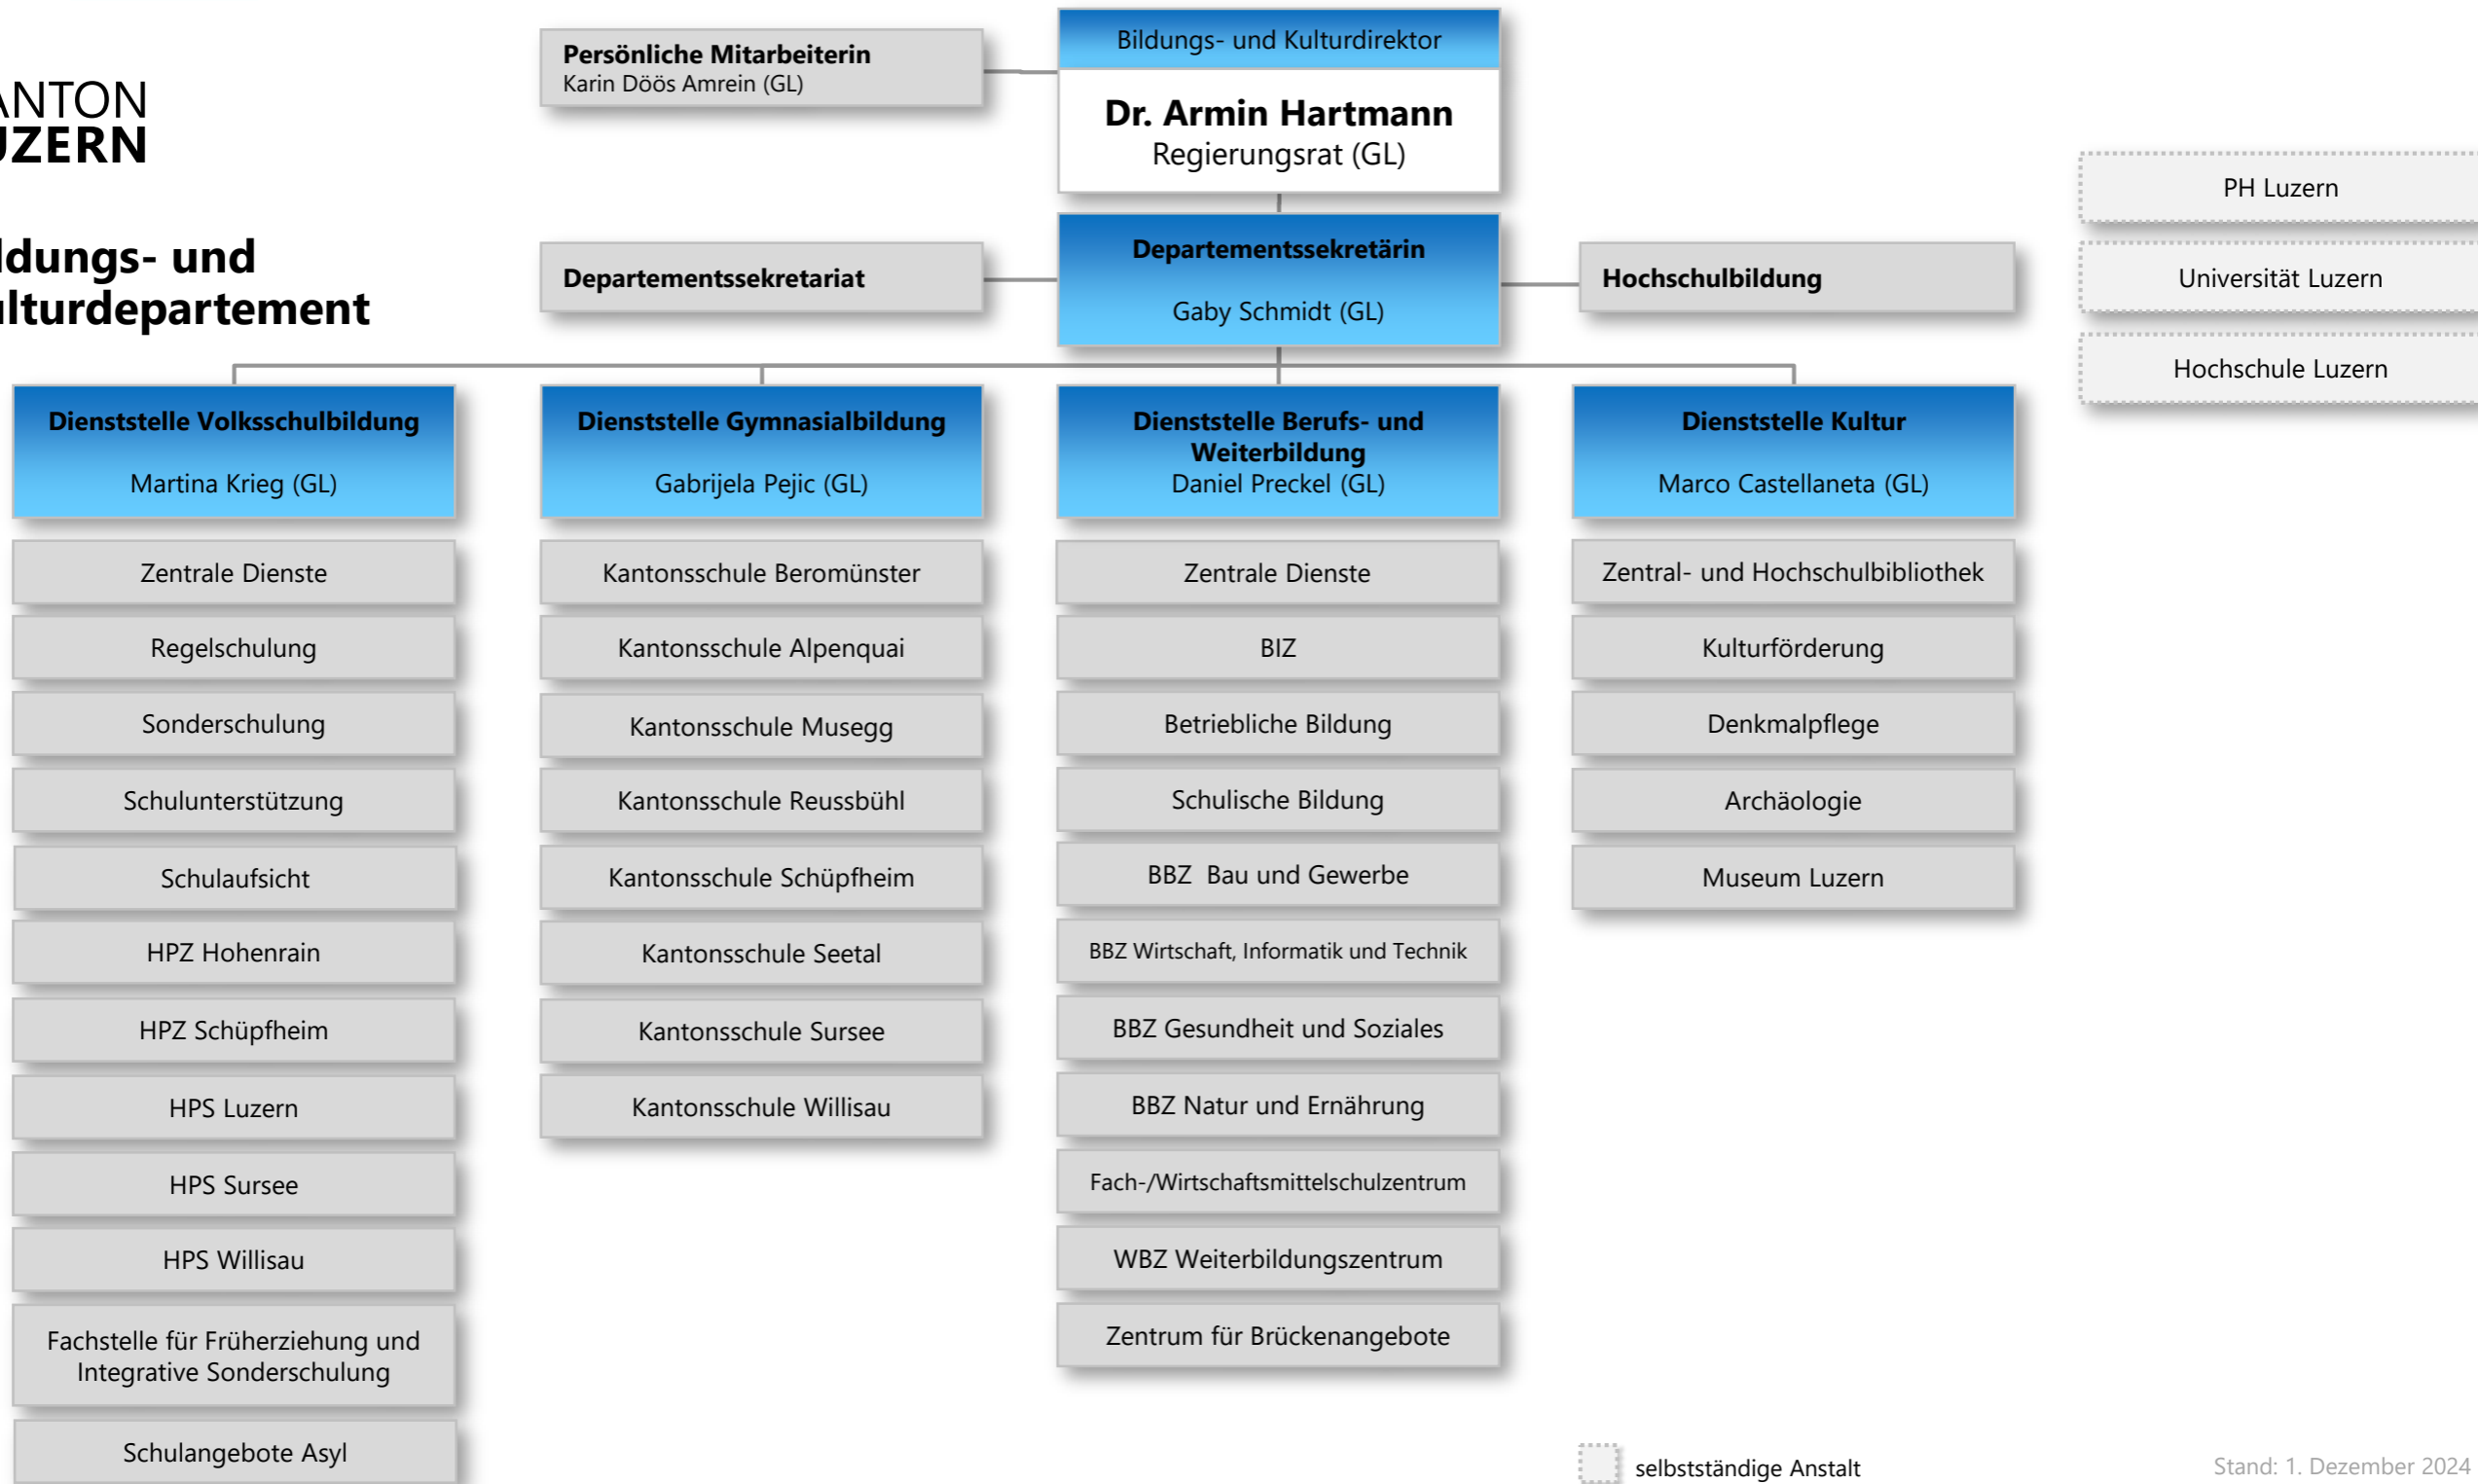 Persönliche Mitarbeiterin
Karin Döös Amrein (GL)
Bildungs- und Kulturdirektor
Dr. Armin Hartmann
Regierungsrat (GL)
ANTON
UZERN
ldungs- und
ulturdepartement
Departementssekretariat
Departementssekretärin
Gaby Schmidt (GL)
Hochschulbildung
PH Luzern
Universität Luzern
Hochschule Luzern
Dienststelle Volksschulbildung
Martina Krieg (GL)
Zentrale Dienste
Regelschulung
Sonderschulung
Schulunterstützung
Schulaufsicht
HPZ Hohenrain
HPZ Schüpfheim
HPS Luzern
HPS Sursee
HPS Willisau
Fachstelle für Früherziehung und
Integrative Sonderschulung
Schulangebote Asyl
Dienststelle Gymnasialbildung
Gabrijela Pejic (GL)
Kantonsschule Beromünster
Kantonsschule Alpenquai
Kantonsschule Musegg
Kantonsschule Reussbühl
Kantonsschule Schüpfheim
Kantonsschule Seetal
Kantonsschule Sursee
Kantonsschule Willisau
Dienststelle Berufs- und
Weiterbildung
Daniel Preckel (GL)
Zentrale Dienste
BIZ
Betriebliche Bildung
Schulische Bildung
BBZ  Bau und Gewerbe
BBZ Wirtschaft, Informatik und Technik
BBZ Gesundheit und Soziales
BBZ Natur und Ernährung
Fach-/Wirtschaftsmittelschulzentrum
WBZ Weiterbildungszentrum
Zentrum für Brückenangebote
Dienststelle Kultur
Marco Castellaneta (GL)
Zentral- und Hochschulbibliothek
Kulturförderung
Denkmalpflege
Archäologie
Museum Luzern
selbstständige Anstalt
Stand: 1. Dezember 2024